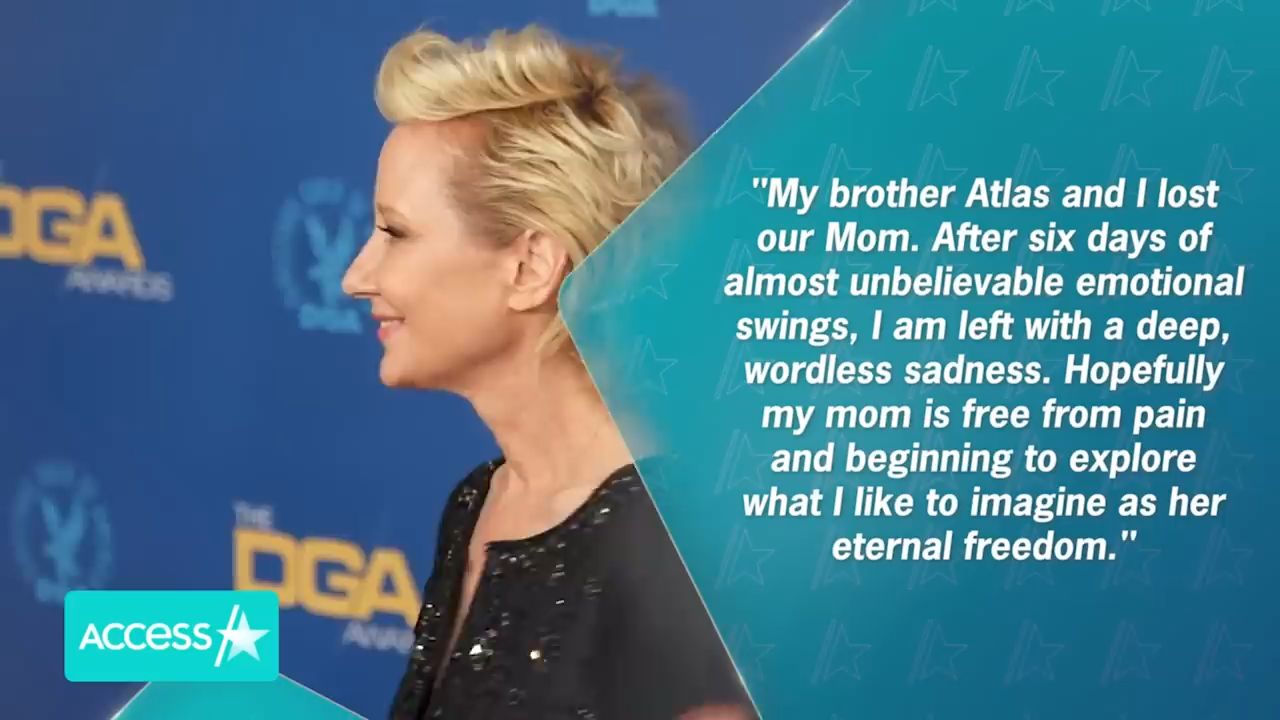 "My brother Atlas and I lost
our Mom. After six days of
almost unbelievable emotional
swings, I am left with a deep,
wordless sadness. Hopefully
my mom is free from pain
and beginning to explore
what I like to imagine as her
eternal freedom."
DGA
AWARDS
THE
DGA
ACCESS